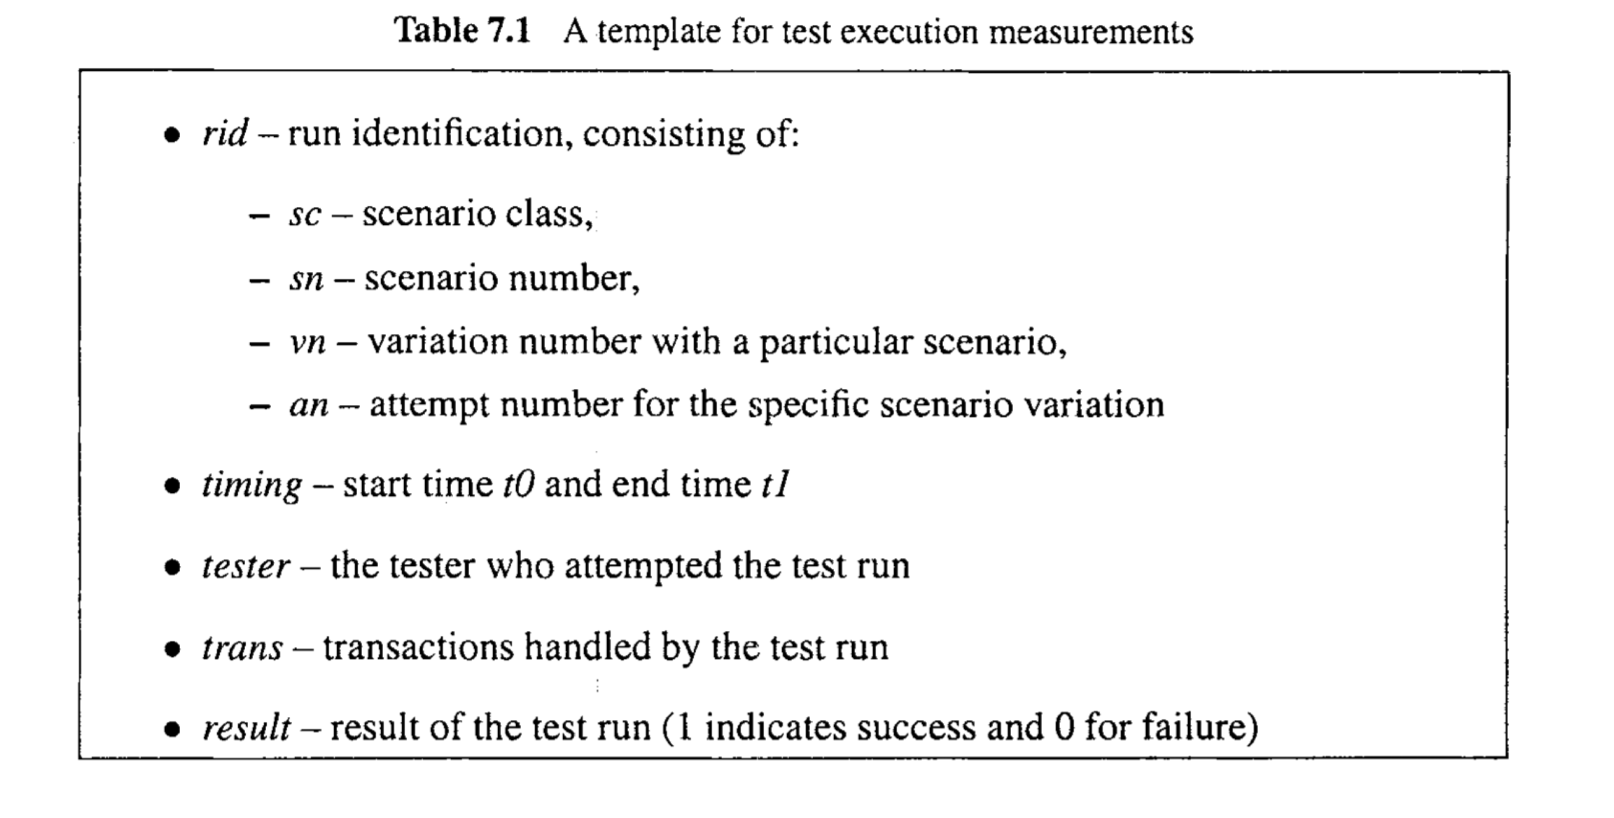 Table 7.1 A template for test execution measurements
• rid – run identification, consisting of:
– sc – scenario class,
– sn – scenario number,
– vn – variation number with a particular scenario,
– an – attempt number for the specific scenario variation
• timing – start time t0 and end time t1
• tester – the tester who attempted the test run
• trans – transactions handled by the test run
• result – result of the test run (1 indicates success and 0 for failure)